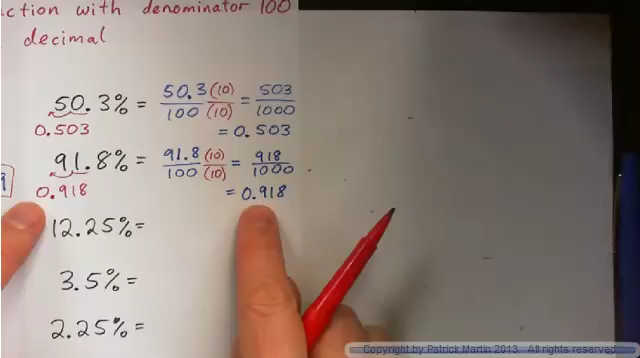 ction with denominator 100
decimal
50.3% = 50.3 (10) / 100 (10) = 503 / 1000
0.503 = 0.503
91.8% = 91.8 (10) / 100 (10) = 918 / 1000
0.918 = 0.918
12.25% =
3.5% =
2.25% =
Copyright by Patrick Martin 2013. All rights reserved